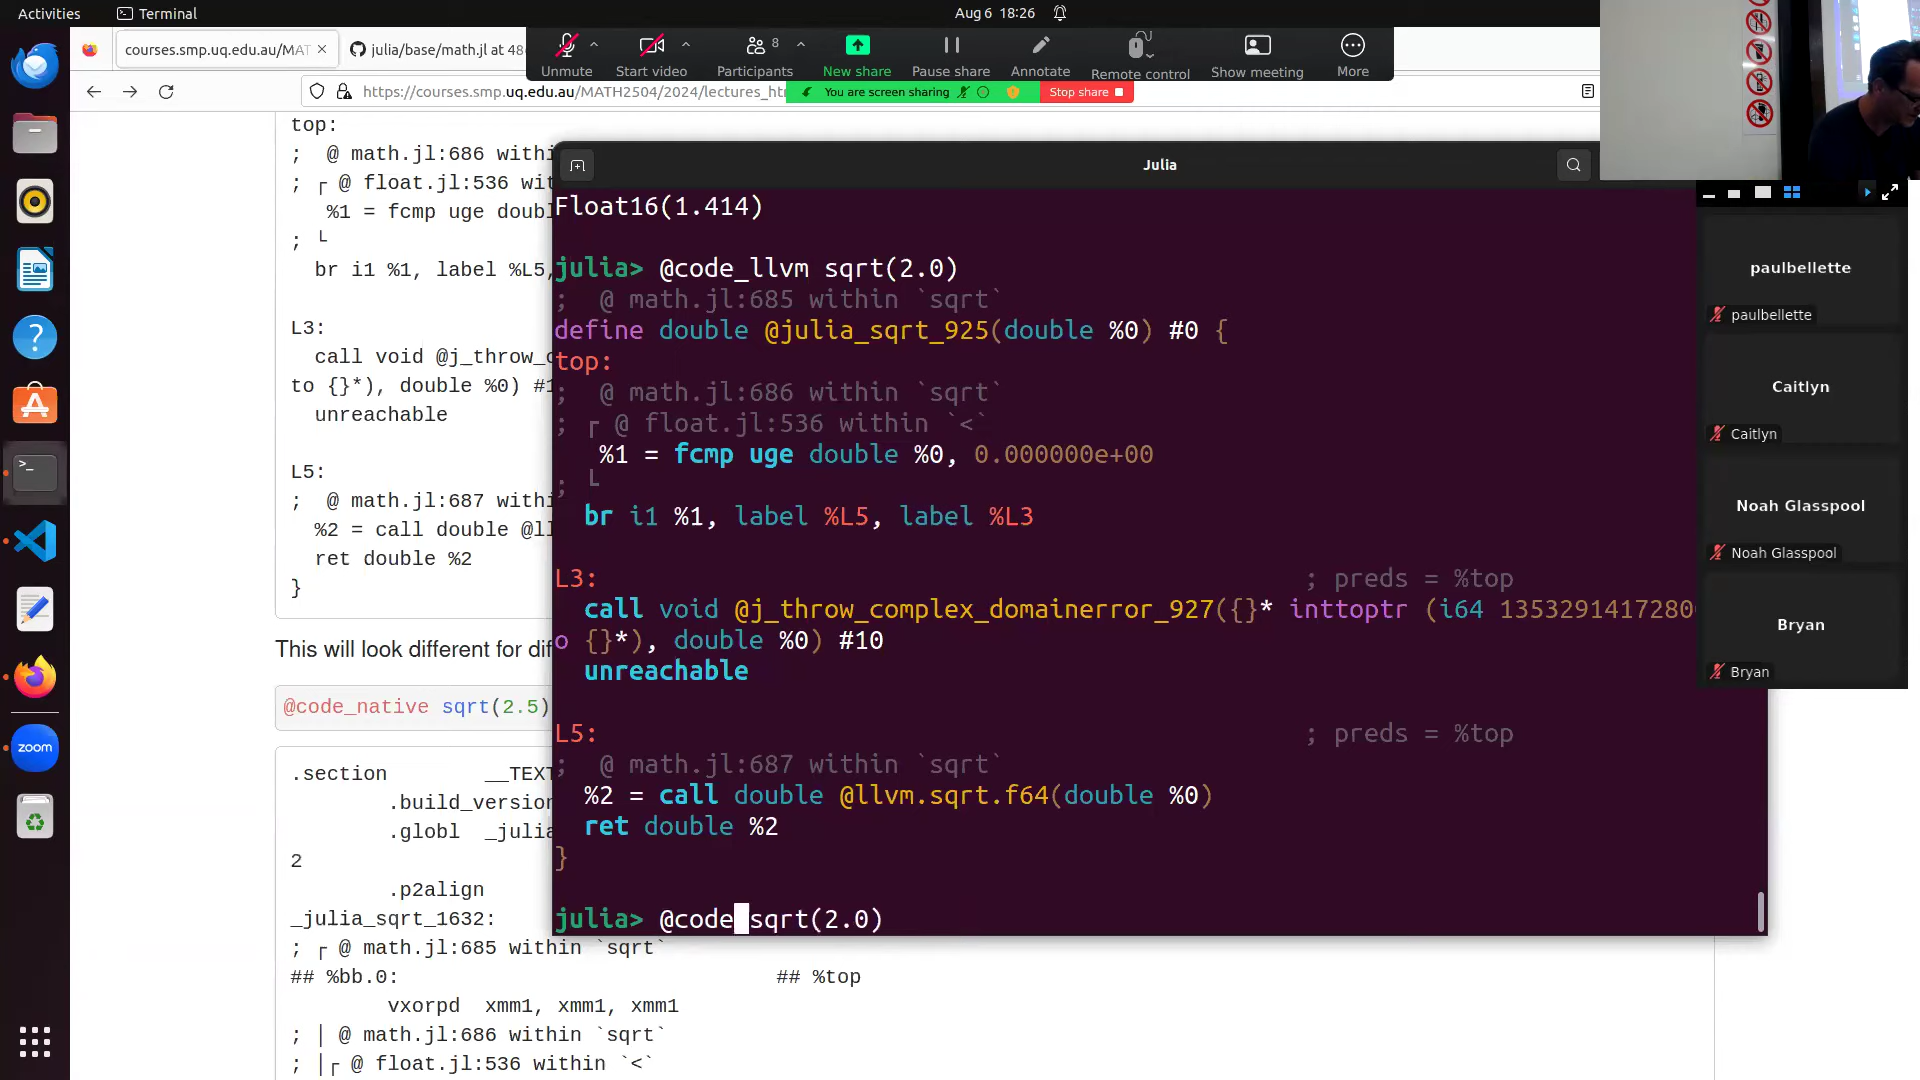 Activities
Terminal
Aug 6 18:26
courses.smp.uq.edu.au/MAT
julia/base/math.jl at 48
https://courses.smp.uq.edu.au/MATH2504/2024/lectures_ht
Unmute
Start video
8
Participants
New share
Pause share
Annotate
Remote control
Show meeting
More
You are screen sharing
Stop share
top:
; @ math.jl:686 withi
; ┌ @ float.jl:536 wit
%1 = fcmp uge doubl
; └
br i1 %1, label %L5,
L3:
call void @j_throw_c
to {}*), double %0) #1
unreachable
L5:
; @ math.jl:687 withi
%2 = call double @ll
ret double %2
}
This will look different for dif
@code_native sqrt(2.5)
.section __TEXT
.build_version
.globl _julia
2
.p2align
_julia_sqrt_1632:
; ┌ @ math.jl:685 within `sqrt`
## %bb.0: ## %top
vxorpd xmm1, xmm1, xmm1
; │ @ math.jl:686 within `sqrt`
; │┌ @ float.jl:536 within `<`
Julia
Float16(1.414)
julia> @code_llvm sqrt(2.0)
; @ math.jl:685 within `sqrt`
define double @julia_sqrt_925(double %0) #0 {
top:
; @ math.jl:686 within `sqrt`
; ┌ @ float.jl:536 within `<`
%1 = fcmp uge double %0, 0.000000e+00
; └
br i1 %1, label %L5, label %L3
L3: ; preds = %top
call void @j_throw_complex_domainerror_927({}* inttoptr (i64 1353291417280
o {}*), double %0) #10
unreachable
L5: ; preds = %top
; @ math.jl:687 within `sqrt`
%2 = call double @llvm.sqrt.f64(double %0)
ret double %2
}
julia> @code sqrt(2.0)
zoom
paulbellette
paulbellette
Caitlyn
Caitlyn
Noah Glasspool
Noah Glasspool
Bryan
Bryan